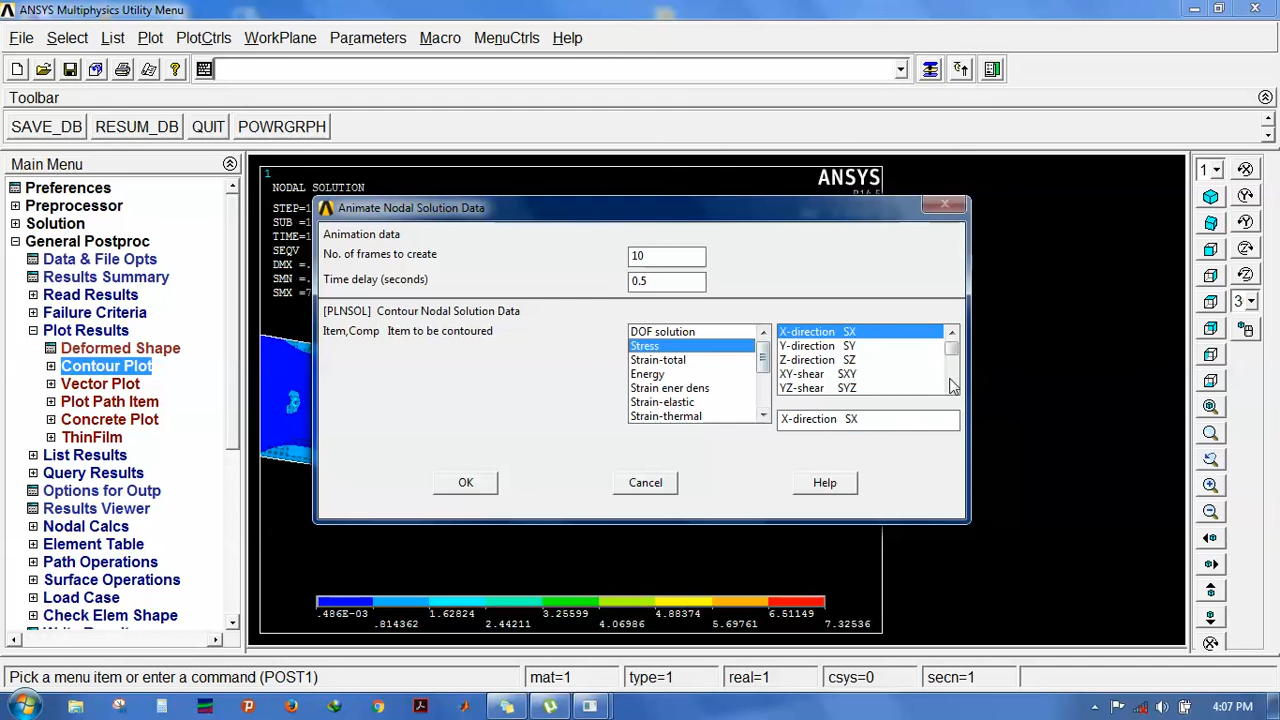 ANSYS Multiphysics Utility Menu
File Select List Plot PlotCtrls WorkPlane Parameters Macro MenuCtrls Help
Toolbar
SAVE_DB RESUM_DB QUIT POWRGRPH
Main Menu
Preferences
Preprocessor
Solution
General Postproc
Data & File Opts
Results Summary
Read Results
Failure Criteria
Plot Results
Deformed Shape
Contour Plot
Vector Plot
Plot Path Item
Concrete Plot
ThinFilm
List Results
Query Results
Options for Outp
Results Viewer
Nodal Calcs
Element Table
Path Operations
Surface Operations
Load Case
Check Elem Shape
1
NODAL SOLUTION
ANSYS
STEP=1
SUB =1
TIME=1
SEQV
DMX =.
SMN =.
SMX =7
Animate Nodal Solution Data
Animation data
No. of frames to create 10
Time delay (seconds) 0.5
[PLNSOL] Contour Nodal Solution Data
Item,Comp Item to be contoured
DOF solution
Stress
Strain-total
Energy
Strain ener dens
Strain-elastic
Strain-thermal
X-direction SX
Y-direction SY
Z-direction SZ
XY-shear SXY
YZ-shear SYZ
X-direction SX
OK Cancel Help
.486E-03 1.62824 3.25599 4.88374 6.51149
.814362 2.44211 4.06986 5.69761 7.32536
1
3
Pick a menu item or enter a command (POST1) mat=1 type=1 real=1 csys=0 secn=1
4:07 PM